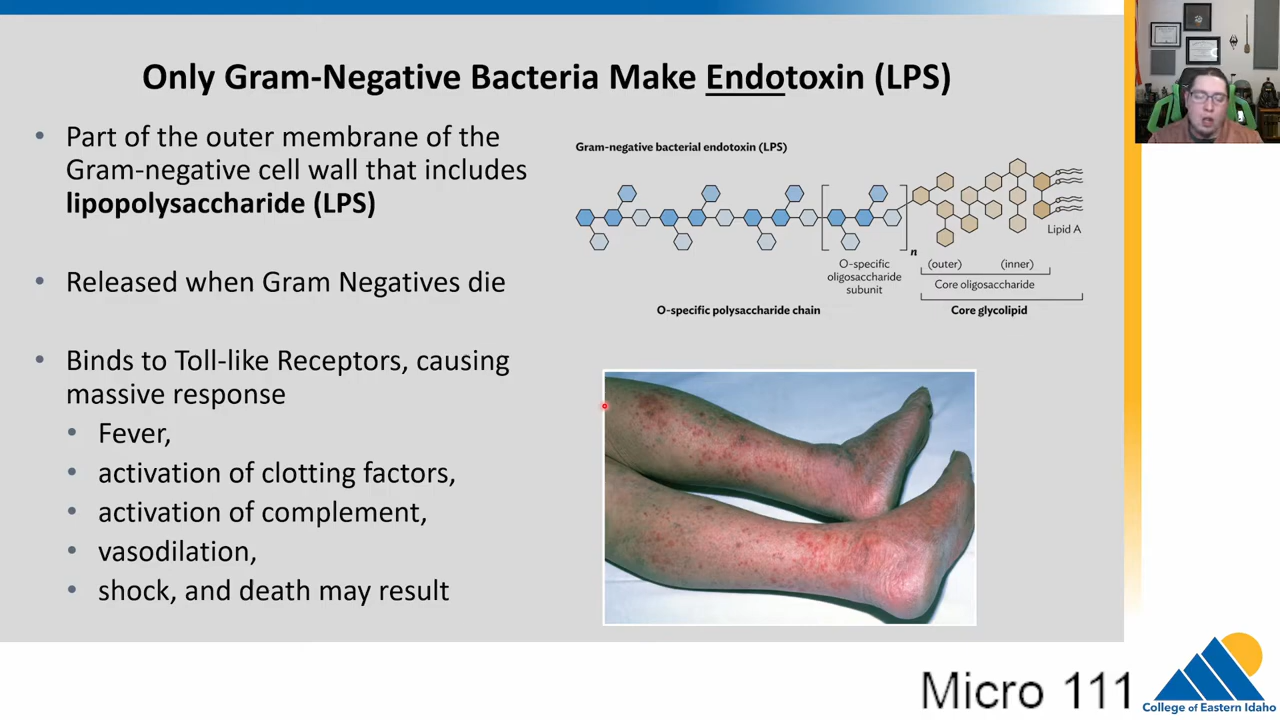 Only Gram-Negative Bacteria Make Endotoxin (LPS)
• Part of the outer membrane of the
Gram-negative cell wall that includes
lipopolysaccharide (LPS)
• Released when Gram Negatives die
• Binds to Toll-like Receptors, causing
massive response
• Fever,
• activation of clotting factors,
• activation of complement,
• vasodilation,
• shock, and death may result
Gram-negative bacterial endotoxin (LPS)
n
Lipid A
O-specific
oligosaccharide
subunit
(outer) (inner)
Core oligosaccharide
O-specific polysaccharide chain
Core glycolipid
Micro 111
College of Eastern Idaho